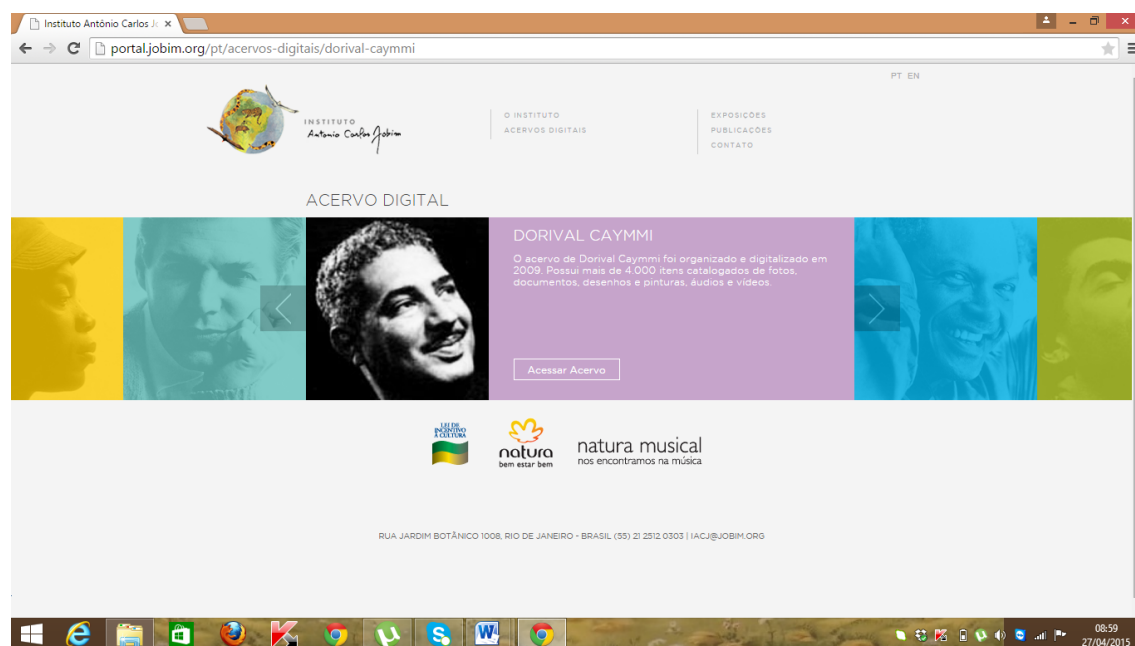 Instituto Antônio Carlos Jo
portal.jobim.org/pt/acervos-digitais/dorival-caymmi
PT EN
INSTITUTO
Antonio Carlos Jobim
O INSTITUTO
ACERVOS DIGITAIS
EXPOSIÇÕES
PUBLICAÇÕES
CONTATO
ACERVO DIGITAL
DORIVAL CAYMMI
O acervo de Dorival Caymmi foi organizado e digitalizado em
2009. Possui mais de 4.000 itens catalogados de fotos,
documentos, desenhos e pinturas, áudios e vídeos.
Acessar Acervo
LEI DE
INCENTIVO
À CULTURA
natura
bem estar bem
natura musical
nos encontramos na música
RUA JARDIM BOTÂNICO 1008, RIO DE JANEIRO - BRASIL (55) 21 2512 0303 | IACJ@JOBIM.ORG
08:59
27/04/2015